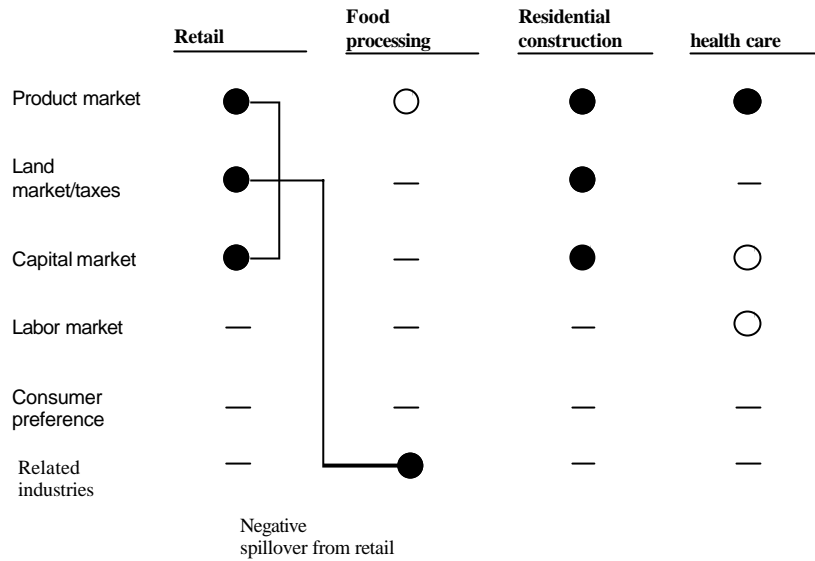 Retail
Food
processing
Residential
construction
health care
Product market
Land
market/taxes
Capital market
Labor market
Consumer
preference
Related
industries
Negative
spillover from retail